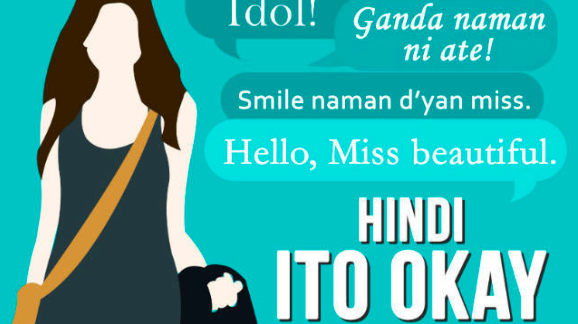 Idol!
Ganda naman
ni ate!
Smile naman d'yan miss.
Hello, Miss beautiful.
HINDI
ITO OKAY